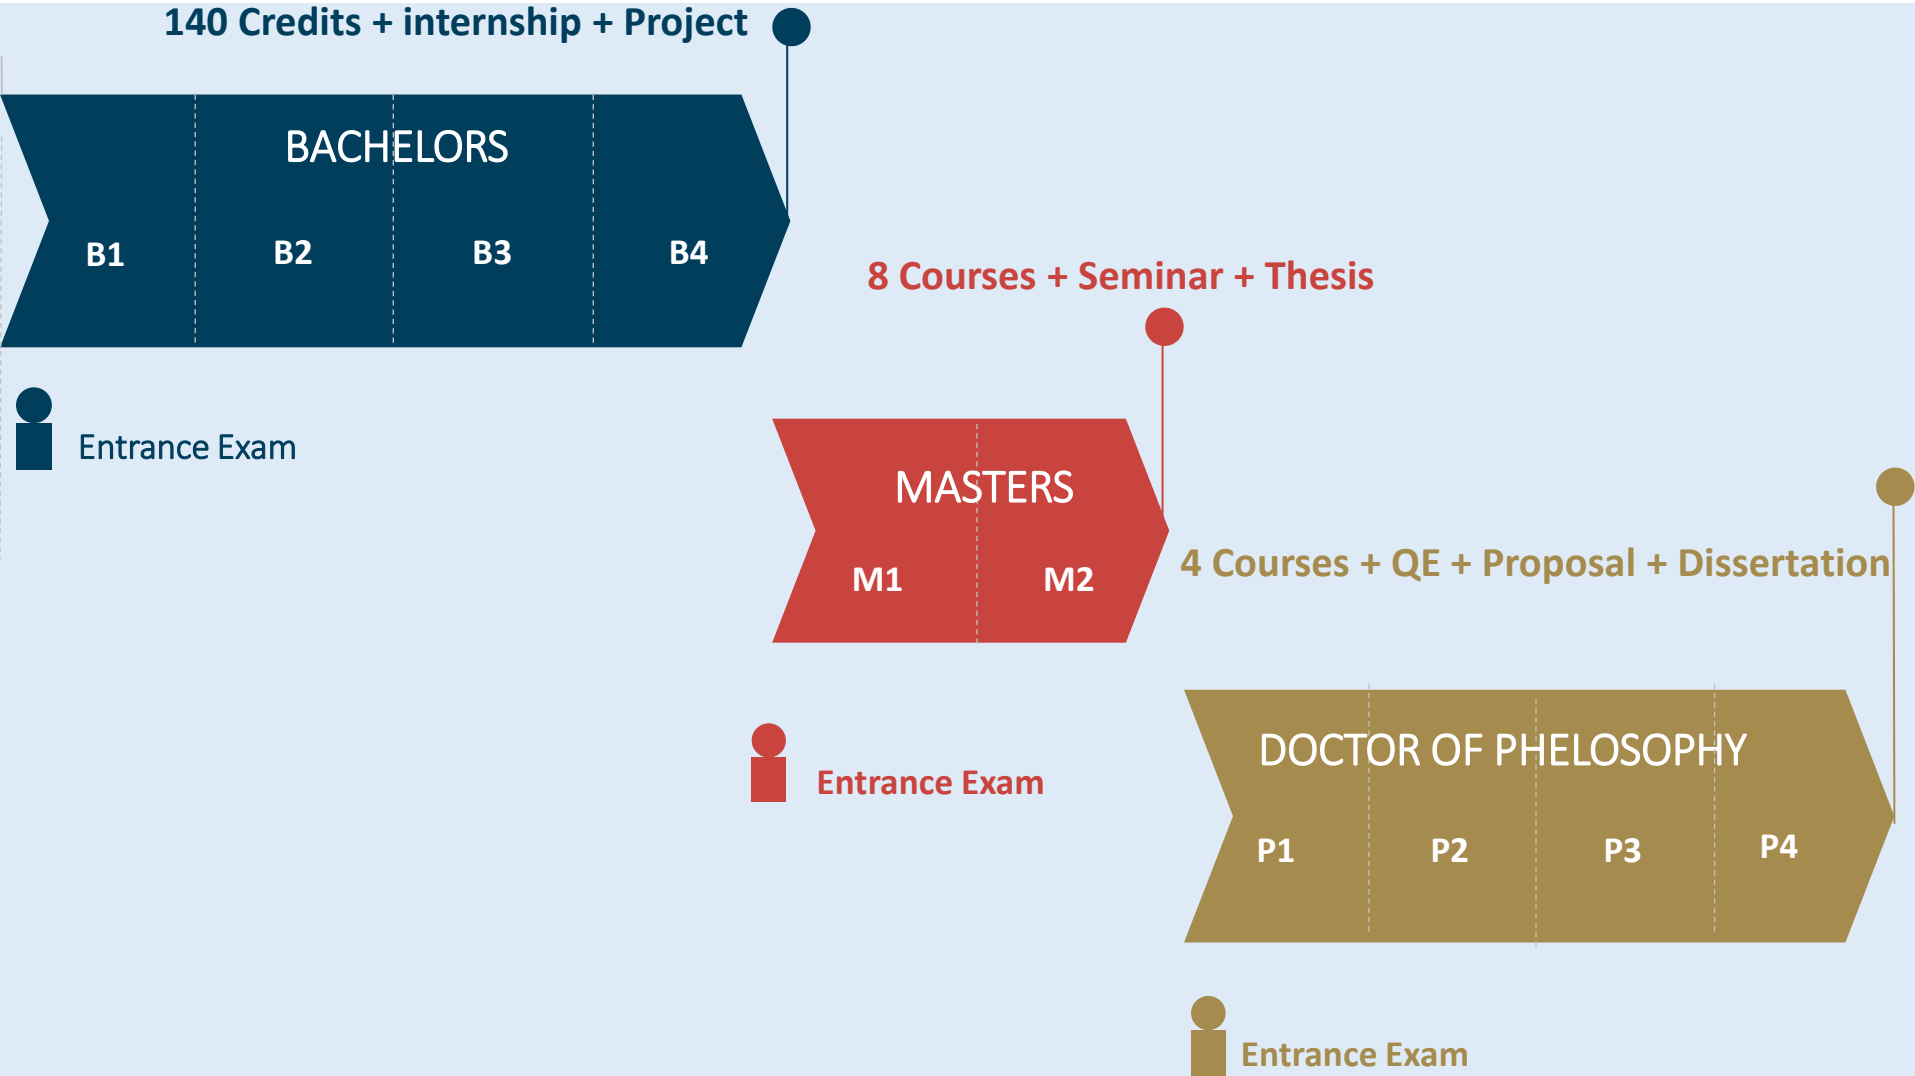 140 Credits + internship + Project
BACHELORS
B1
B2
B3
B4
Entrance Exam
8 Courses + Seminar + Thesis
MASTERS
M1
M2
Entrance Exam
4 Courses + QE + Proposal + Dissertation
DOCTOR OF PHELOSOPHY
P1
P2
P3
P4
Entrance Exam